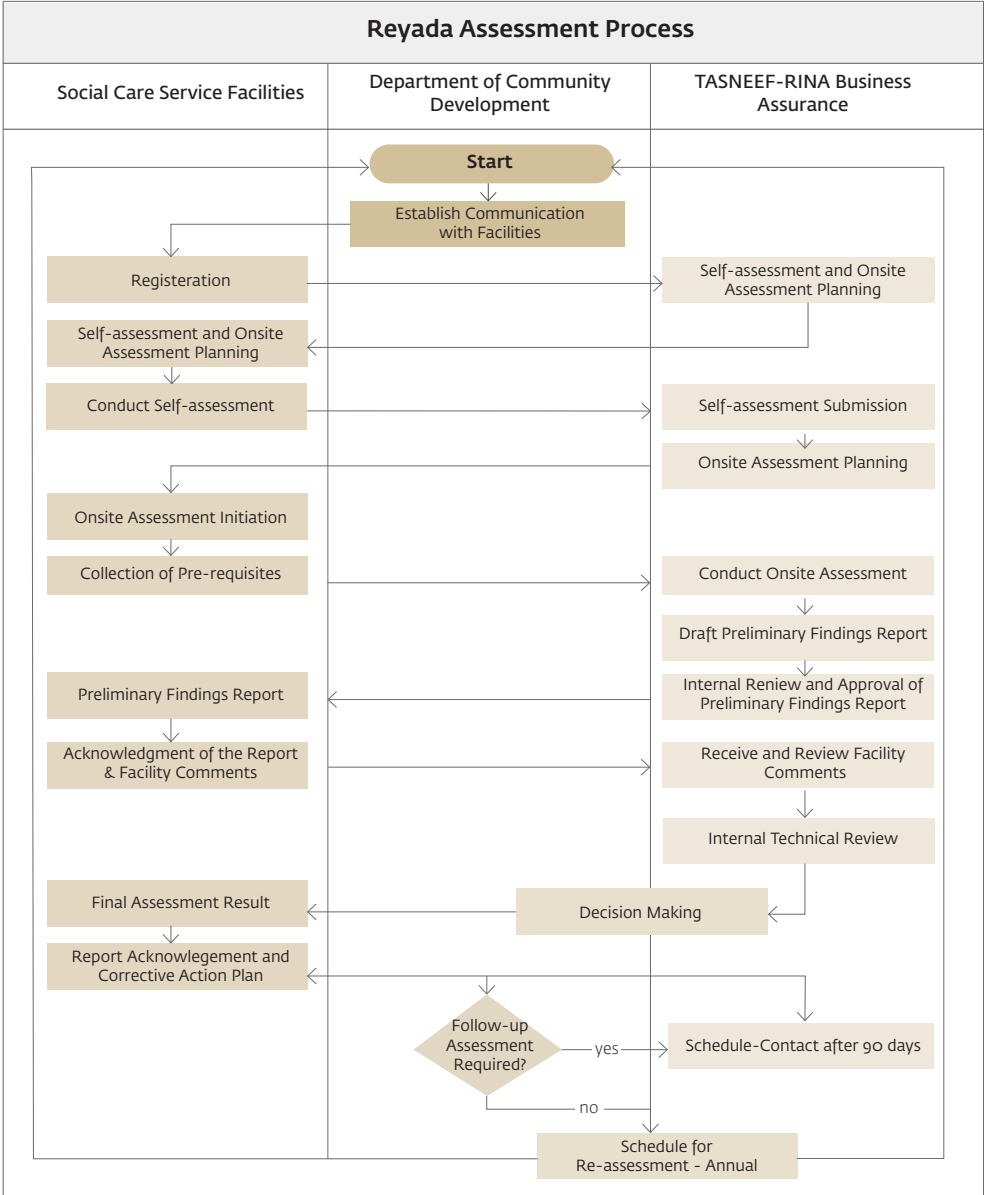 Reyada Assessment Process
Social Care Service Facilities
Department of Community
Development
TASNEEF-RINA Business
Assurance
Start
Establish Communication
with Facilities
Registeration
Self-assessment and Onsite
Assessment Planning
Self-assessment and Onsite
Assessment Planning
Conduct Self-assessment
Self-assessment Submission
Onsite Assessment Planning
Onsite Assessment Initiation
Collection of Pre-requisites
Conduct Onsite Assessment
Draft Preliminary Findings Report
Preliminary Findings Report
Internal Reniew and Approval of
Preliminary Findings Report
Acknowledgment of the Report
& Facility Comments
Receive and Review Facility
Comments
Internal Technical Review
Final Assessment Result
Decision Making
Report Acknowlegement and
Corrective Action Plan
Follow-up
Assessment
Required?
yes
Schedule-Contact after 90 days
no
Schedule for
Re-assessment - Annual